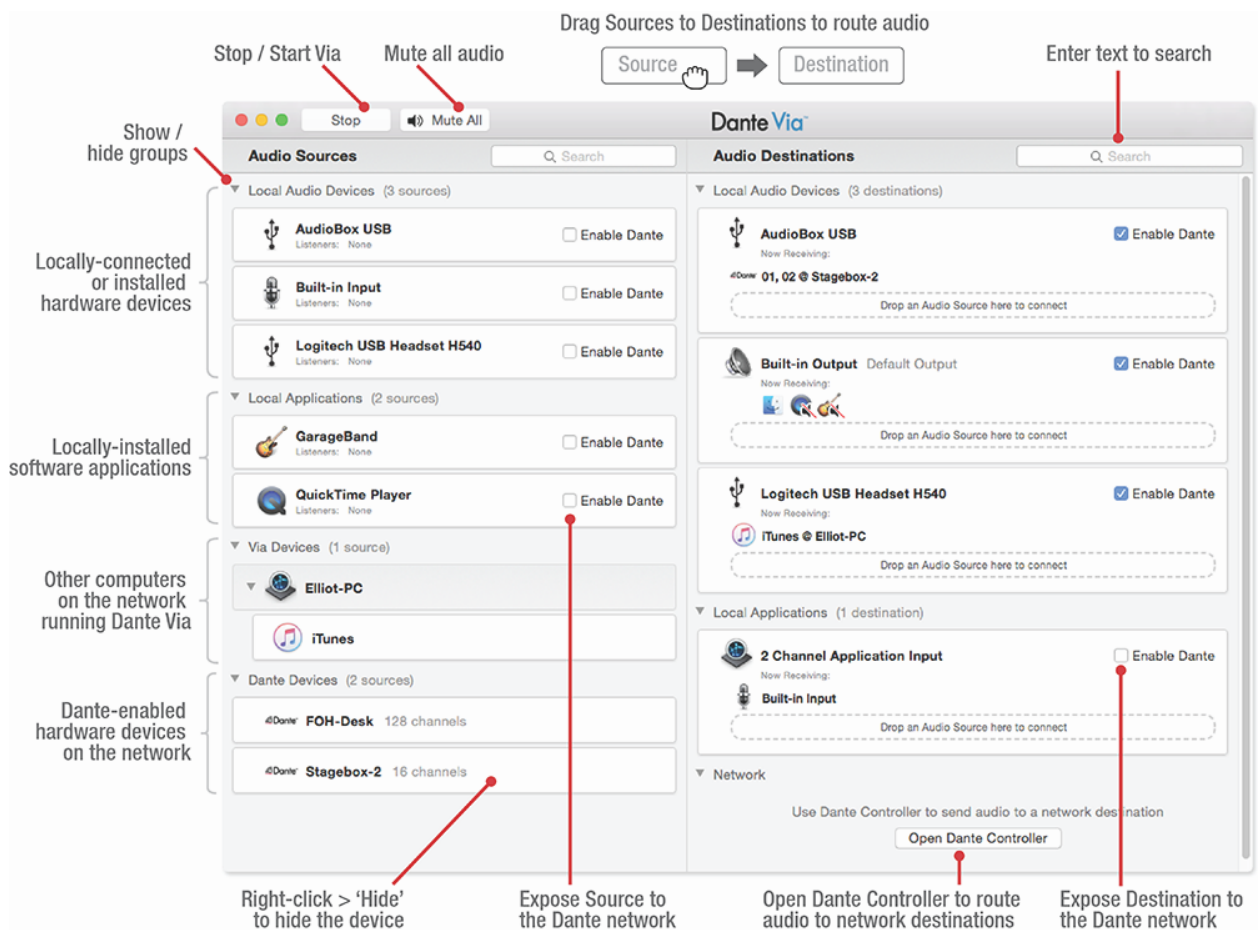 Drag Sources to Destinations to route audio
Stop / Start Via
Mute all audio
Source
Destination
Enter text to search
Show /
hide groups
Stop
Mute All
Dante Via™
Audio Sources
Search
Audio Destinations
Search
Local Audio Devices (3 sources)
AudioBox USB
Listeners: None
Enable Dante
Built-in Input
Listeners: None
Enable Dante
Logitech USB Headset H540
Listeners: None
Enable Dante
Locally-connected
or installed
hardware devices
Local Applications (2 sources)
GarageBand
Listeners: None
Enable Dante
QuickTime Player
Listeners: None
Enable Dante
Locally-installed
software applications
Via Devices (1 source)
Elliot-PC
iTunes
Other computers
on the network
running Dante Via
Dante Devices (2 sources)
Dante FOH-Desk 128 channels
Dante Stagebox-2 16 channels
Dante-enabled
hardware devices
on the network
Local Audio Devices (3 destinations)
AudioBox USB
Enable Dante
Now Receiving:
Dante 01, 02 @ Stagebox-2
Drop an Audio Source here to connect
Built-in Output Default Output
Enable Dante
Now Receiving:
Drop an Audio Source here to connect
Logitech USB Headset H540
Enable Dante
Now Receiving:
iTunes @ Elliot-PC
Drop an Audio Source here to connect
Local Applications (1 destination)
2 Channel Application Input
Enable Dante
Now Receiving:
Built-in Input
Drop an Audio Source here to connect
Network
Use Dante Controller to send audio to a network destination
Open Dante Controller
Right-click > ‘Hide’
to hide the device
Expose Source to
the Dante network
Open Dante Controller to route
audio to network destinations
Expose Destination to
the Dante network